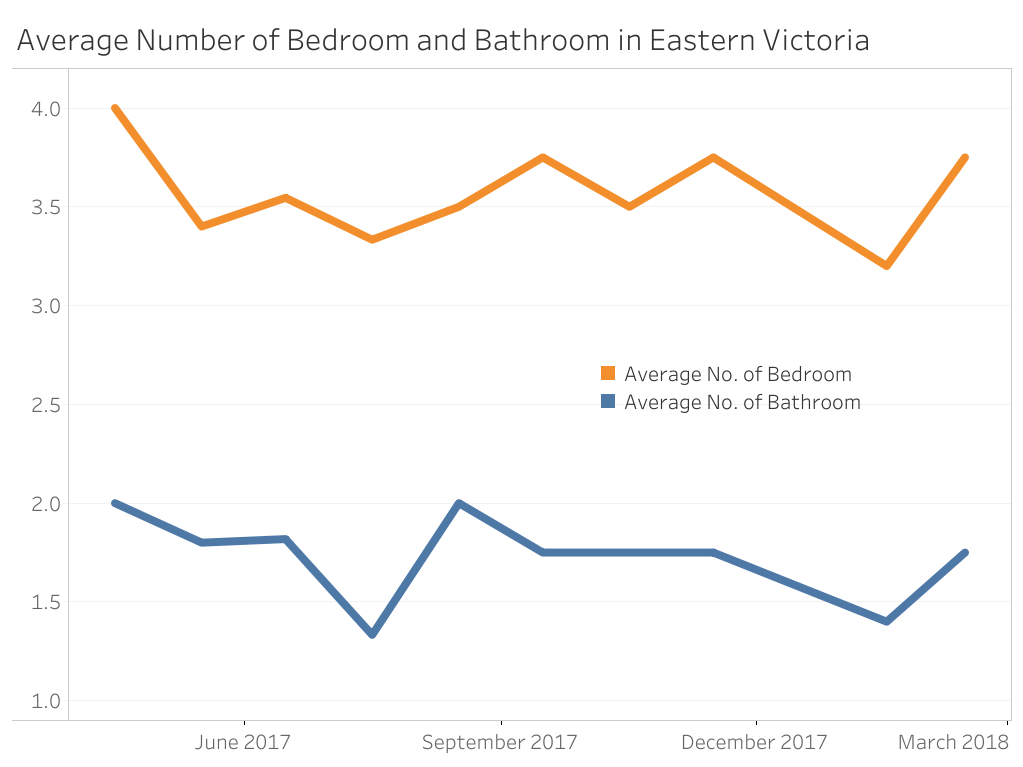 Average Number of Bedroom and Bathroom in Eastern Victoria
4.0
3.5
3.0
Average No. of Bedroom
2.5
Average No. of Bathroom
2.0
1.5
1.0
June 2017
September 2017
December 2017
March 2018